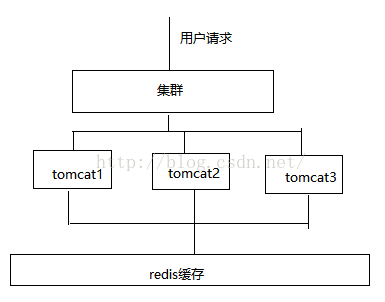 用户请求
集群
http://blog.csdn.net/
tomcat1
tomcat2
tomcat3
redis缓存